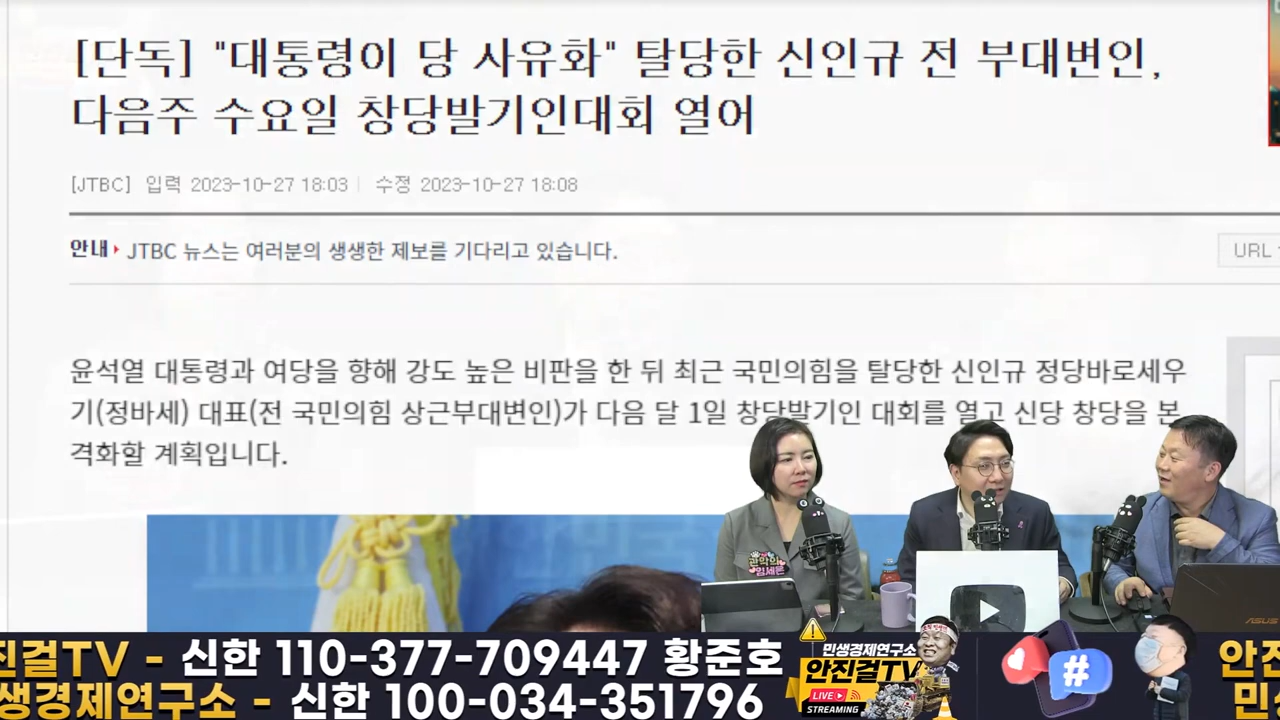 [단독] "대통령이 당 사유화" 탈당한 신인규 전 부대변인,
다음주 수요일 창당발기인대회 열어
[JTBC] 입력 2023-10-27 18:03 | 수정 2023-10-27 18:08
안내 JTBC 뉴스는 여러분의 생생한 제보를 기다리고 있습니다.
URL
윤석열 대통령과 여당을 향해 강도 높은 비판을 한 뒤 최근 국민의힘을 탈당한 신인규 정당바로세우
기(정바세) 대표(전 국민의힘 상근부대변인)가 다음 달 1일 창당발기인 대회를 열고 신당 창당을 본
격화할 계획입니다.
관악의
임세은
ASUS
진걸TV - 신한 110-377-709447 황준호
생경제연구소 - 신한 100-034-351796
민생경제연구소
안진걸TV
LIVE
STREAMING
#
안진
민생